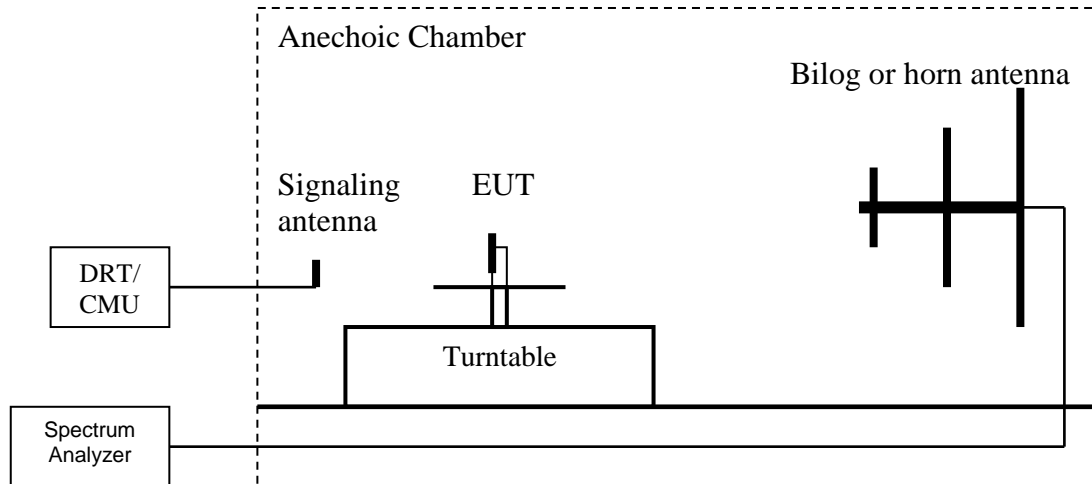 Anechoic Chamber
Bilog or horn antenna
Signaling
antenna
EUT
DRT/
CMU
Turntable
Spectrum
Analyzer